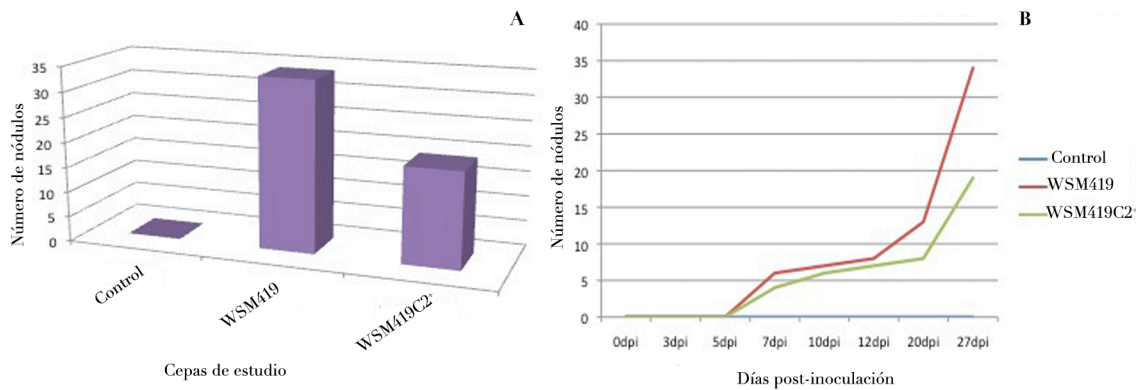 A
Número de nódulos
35
30
25
20
15
10
5
0
Control
WSM419
WSM419C2+
Cepas de estudio
B
Número de nódulos
40
35
30
25
20
15
10
5
0
0dpi 3dpi 5dpi 7dpi 10dpi 12dpi 20dpi 27dpi
Días post-inoculación
Control
WSM419
WSM419C2+